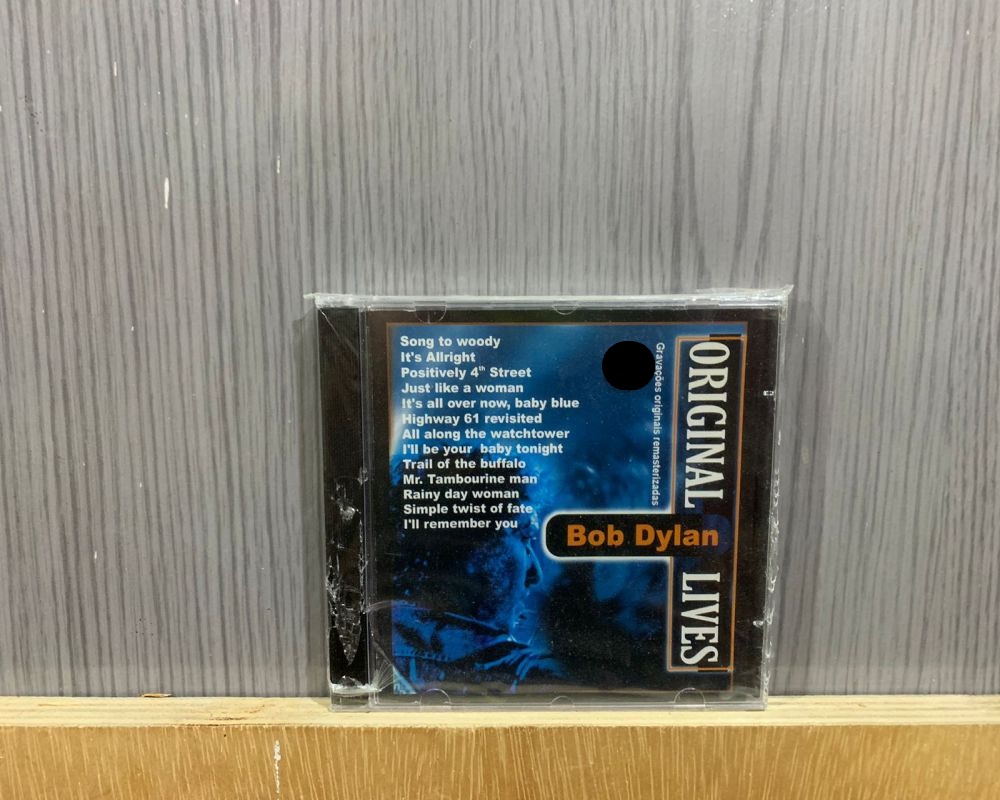 Song to woody
It's Allright
Positively 4th Street
Just like a woman
It's all over now, baby blue
Highway 61 revisited
All along the watchtower
I'll be your baby tonight
Trail of the buffalo
Mr. Tambourine man
Rainy day woman
Simple twist of fate
I'll remember you
Gravações originais remasterizadas
ORIGINAL LIVES
Bob Dylan